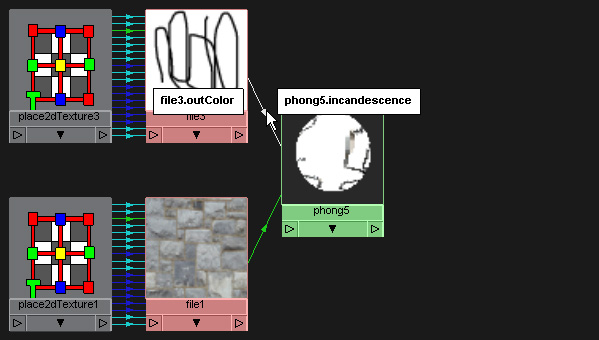 file3.outColor
phong5.incandescence
place2dTexture3
file3
phong5
place2dTexture1
file1